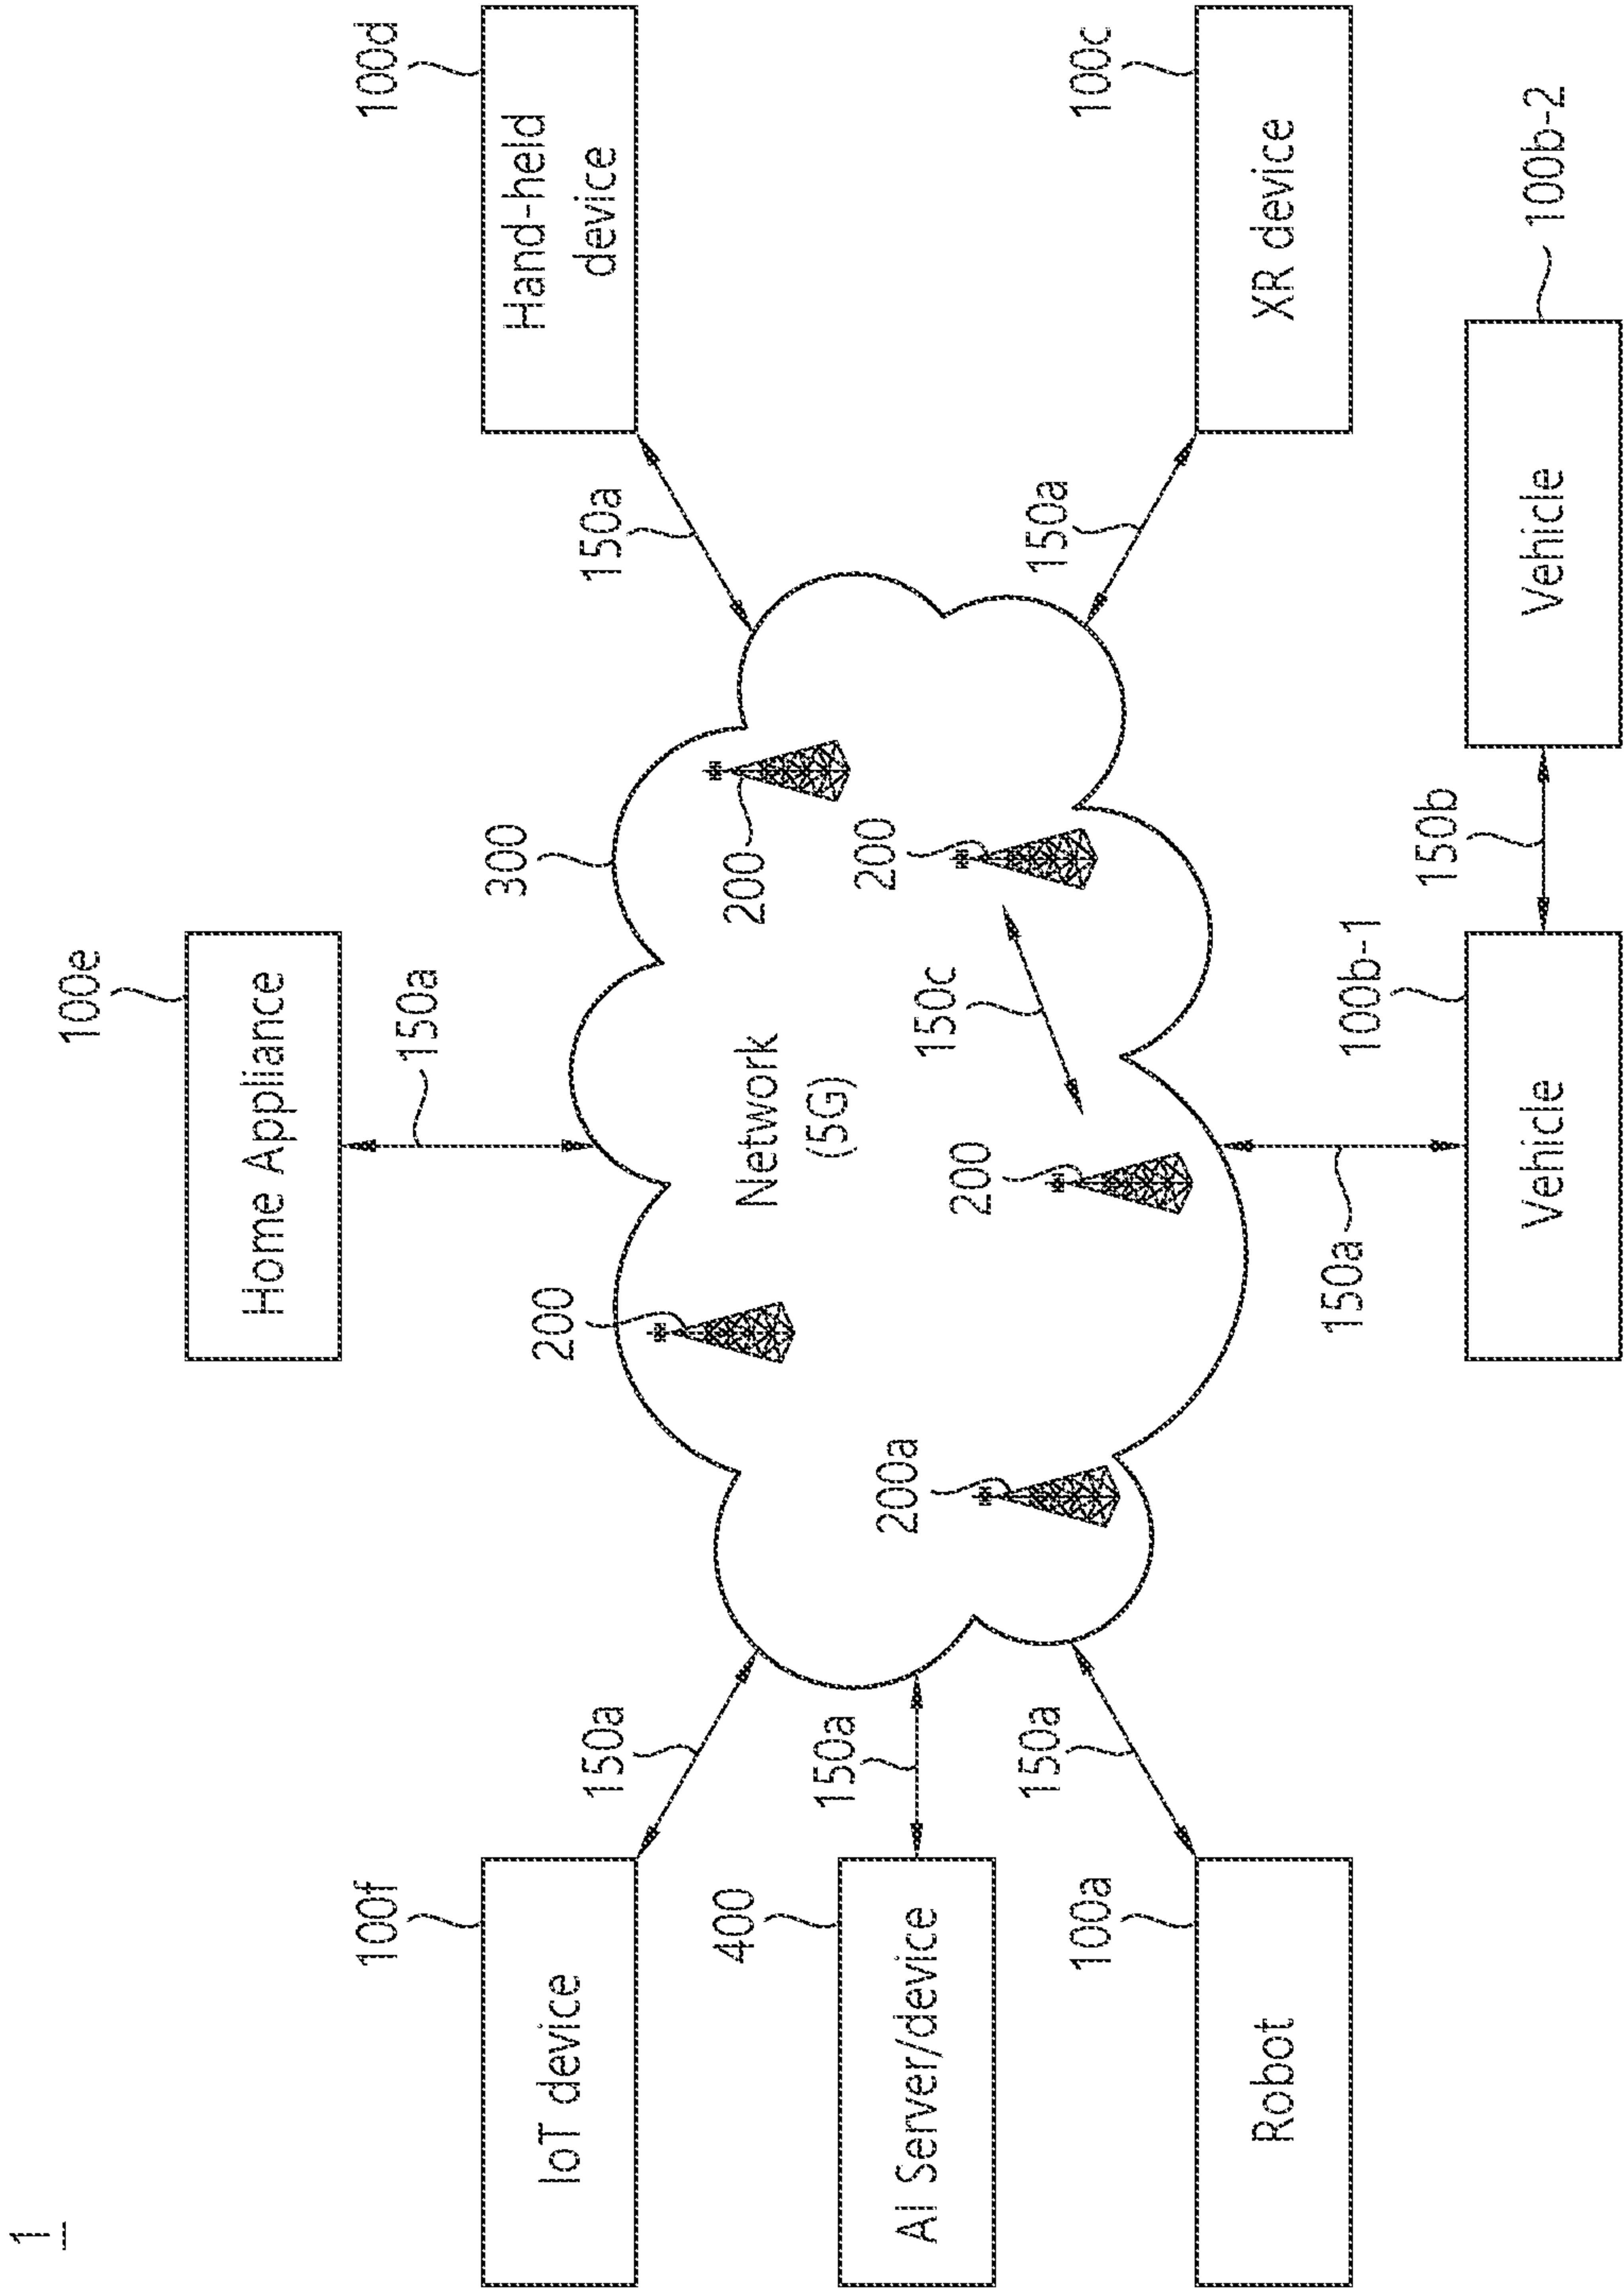 1
100e
Home Appliance
150a
100f
IoT device
150a
300
150a
100d
Hand-held
device
200
200
Network
(5G)
400
AI Server/device
150a
200a
200
150c
200
100a
Robot
150a
150a
100c
XR device
150a
100b-1
Vehicle
150b
Vehicle
100b-2